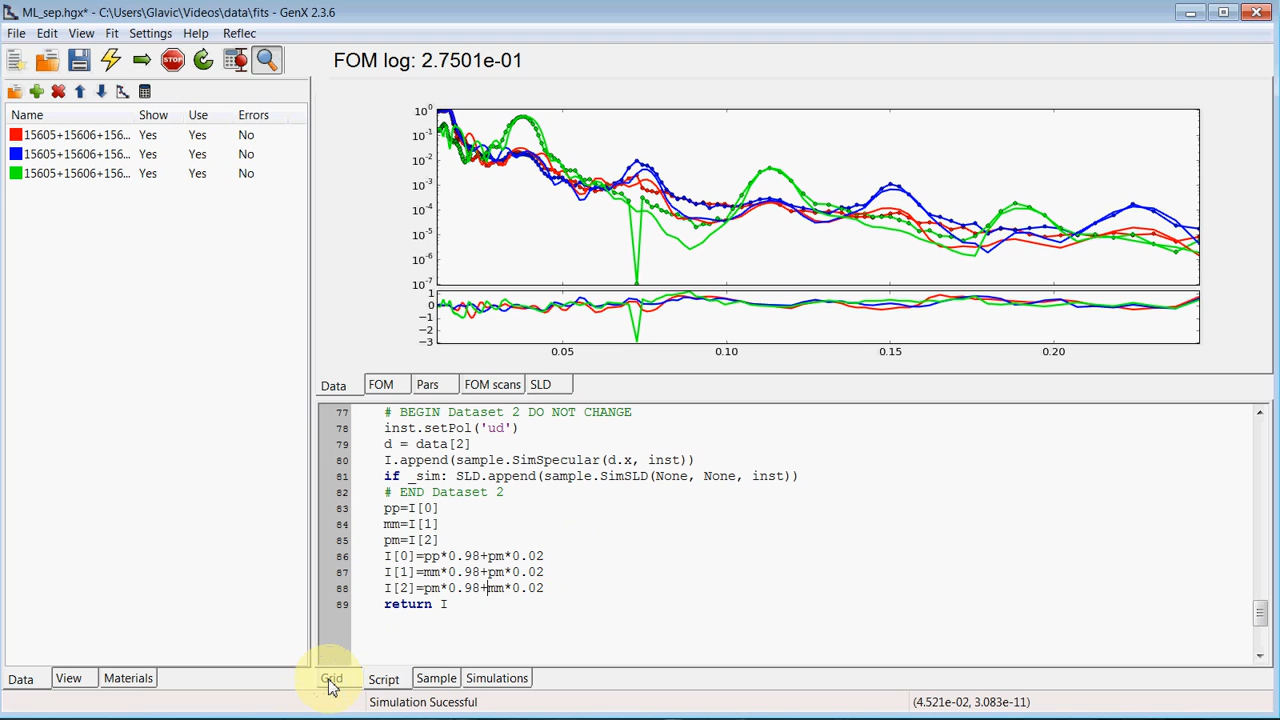 ML_sep.hgx* - C:\Users\Glavic\Videos\data\fits - GenX 2.3.6
File Edit View Fit Settings Help Reflec
STOP
FOM log: 2.7501e-01
Name Show Use Errors
15605+15606+156... Yes Yes No
15605+15606+156... Yes Yes No
15605+15606+156... Yes Yes No
10^0
10^-1
10^-2
10^-3
10^-4
10^-5
10^-6
10^-7
1
0
−1
−2
−3
0.05 0.10 0.15 0.20
Data FOM Pars FOM scans SLD
77 # BEGIN Dataset 2 DO NOT CHANGE
78 inst.setPol('ud')
79 d = data[2]
80 I.append(sample.SimSpecular(d.x, inst))
81 if _sim: SLD.append(sample.SimSLD(None, None, inst))
82 # END Dataset 2
83 pp=I[0]
84 mm=I[1]
85 pm=I[2]
86 I[0]=pp*0.98+pm*0.02
87 I[1]=mm*0.98+pm*0.02
88 I[2]=pm*0.98+mm*0.02
89 return I
Data View Materials
Grid Script Sample Simulations
Simulation Sucessful
(4.521e-02, 3.083e-11)